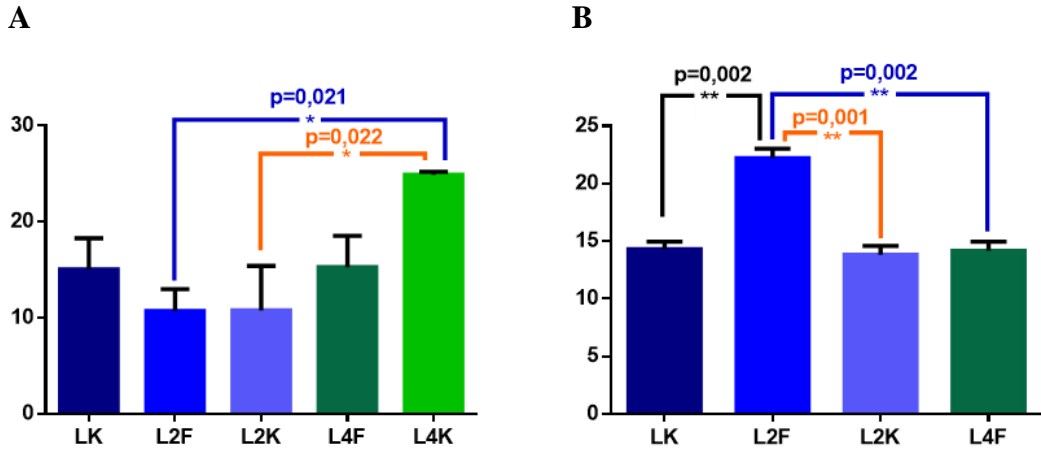 A
p=0,021
*
p=0,022
*
30
20
10
0
LK L2F L2K L4F L4K
B
p=0,002
**
p=0,002
**
p=0,001
**
25
20
15
10
5
0
LK L2F L2K L4F